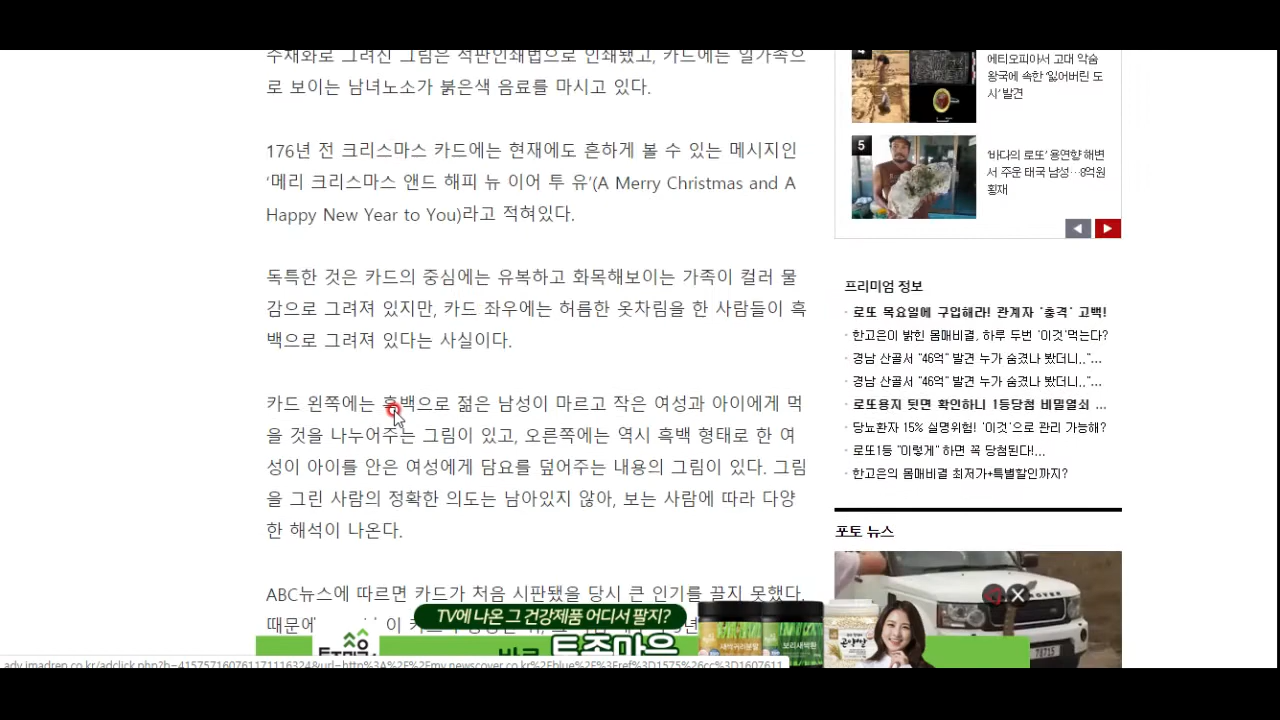 수채화로 그려진 그림은 석판인쇄법으로 인쇄됐고, 카드에는 일가족으
로 보이는 남녀노소가 붉은색 음료를 마시고 있다.
176년 전 크리스마스 카드에는 현재에도 흔하게 볼 수 있는 메시지인
‘메리 크리스마스 앤드 해피 뉴 이어 투 유’(A Merry Christmas and A
Happy New Year to You)라고 적혀있다.
독특한 것은 카드의 중심에는 유복하고 화목해보이는 가족이 컬러 물
감으로 그려져 있지만, 카드 좌우에는 허름한 옷차림을 한 사람들이 흑
백으로 그려져 있다는 사실이다.
카드 왼쪽에는 흑백으로 젊은 남성이 마르고 작은 여성과 아이에게 먹
을 것을 나누어주는 그림이 있고, 오른쪽에는 역시 흑백 형태로 한 여
성이 아이를 안은 여성에게 담요를 덮어주는 내용의 그림이 있다. 그림
을 그린 사람의 정확한 의도는 남아있지 않아, 보는 사람에 따라 다양
한 해석이 나온다.
ABC뉴스에 따르면 카드가 처음 시판됐을 당시 큰 인기를 끌지 못했다.
때문에 이 카드
4
에티오피아서 고대 악숨
왕국에 속한 ‘잃어버린 도
시’ 발견
5
‘바다의 로또’ 용연향 해변
서 주운 태국 남성…8억원
횡재
프리미엄 정보
로또 목요일에 구입해라! 관계자 '충격' 고백!
한고은이 밝힌 몸매비결, 하루 두번 '이것'먹는다?
경남 산골서 "46억" 발견 누가 숨겼나 봤더니,,"...
경남 산골서 "46억" 발견 누가 숨겼나 봤더니,,"...
로또용지 뒷면 확인하니 1등당첨 비밀열쇠 ...
당뇨환자 15% 실명위험! '이것'으로 관리 가능해?
로또1등 "이렇게" 하면 꼭 당첨된다!...
한고은의 몸매비결 최저가+특별할인까지?
포토 뉴스
TV에 나온 그 건강제품 어디서 팔지?
바로 토종마을